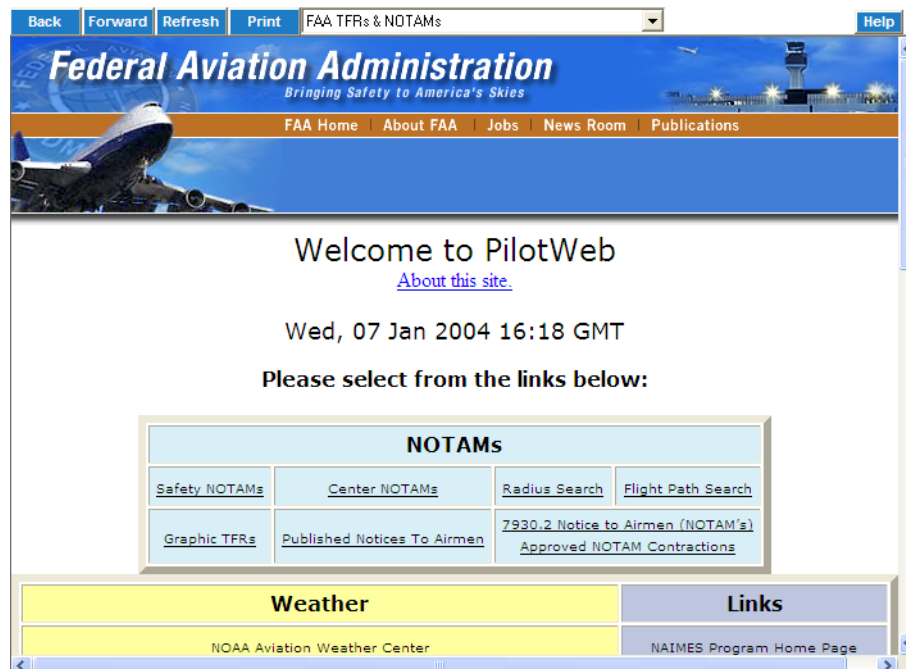 Back Forward Refresh Print FAA TFRs & NOTAMs Help
Federal Aviation Administration
Bringing Safety to America's Skies
FAA Home | About FAA | Jobs | News Room | Publications
Welcome to PilotWeb
About this site.
Wed, 07 Jan 2004 16:18 GMT
Please select from the links below:
NOTAMs
Safety NOTAMs Center NOTAMs Radius Search Flight Path Search
Graphic TFRs Published Notices To Airmen 7930.2 Notice to Airmen (NOTAM's)
Approved NOTAM Contractions
Weather Links
NOAA Aviation Weather Center NAIMES Program Home Page